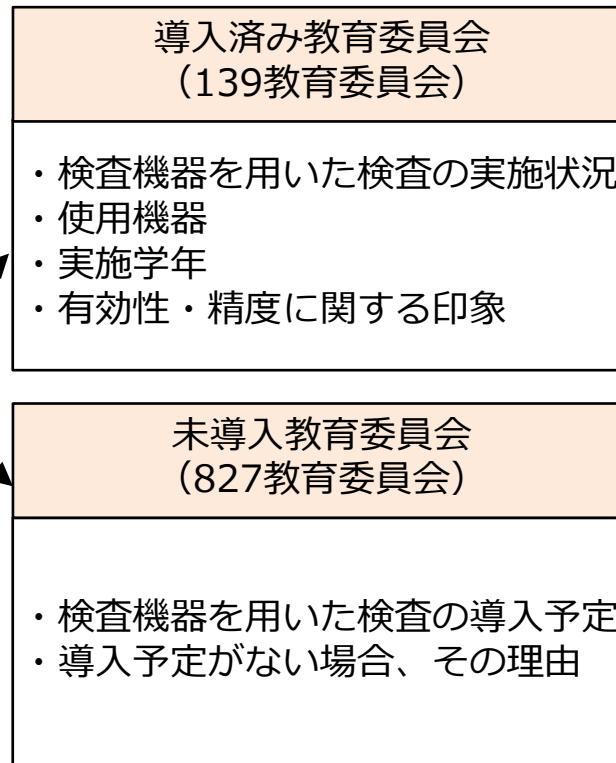 導入済み教育委員会
（139教育委員会）
・検査機器を用いた検査の実施状況
・使用機器
・実施学年
・有効性・精度に関する印象
未導入教育委員会
（827教育委員会）
・検査機器を用いた検査の導入予定
・導入予定がない場合、その理由